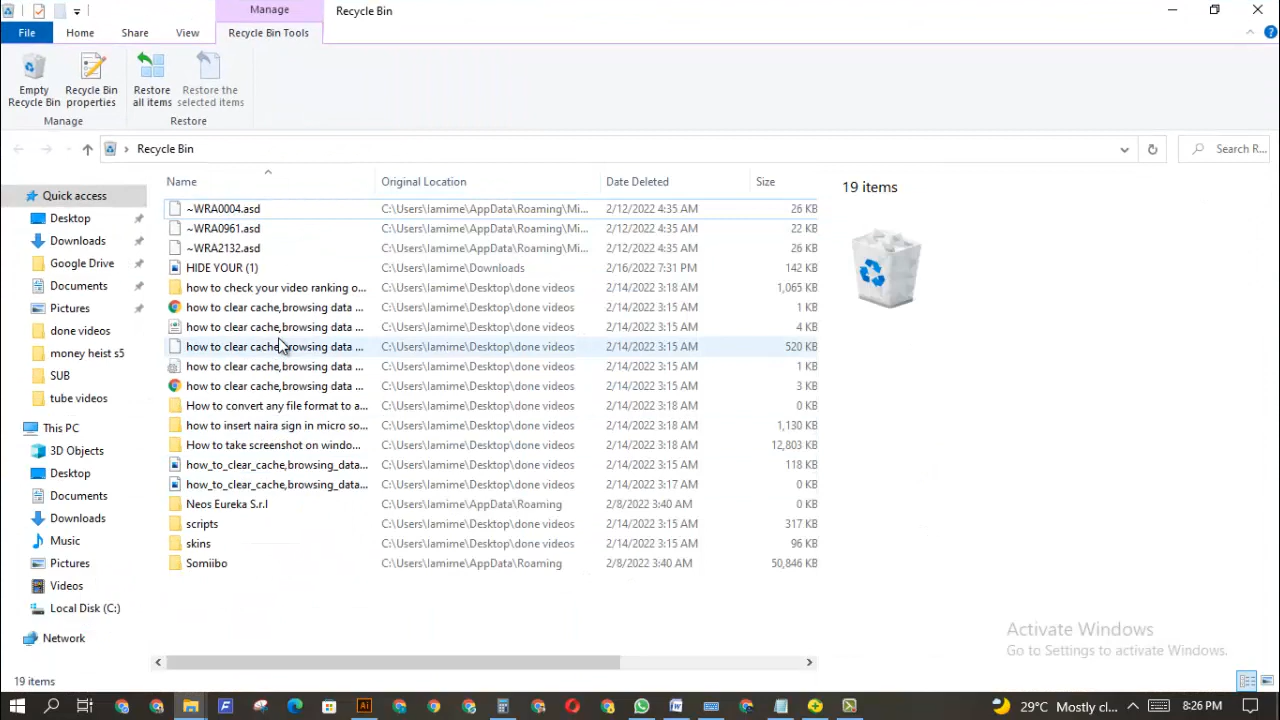 Manage Recycle Bin
File Home Share View Recycle Bin Tools
Empty Recycle Bin
Recycle Bin properties
Restore all items
Restore the selected items
Manage Restore
Recycle Bin
Search R...
Name Original Location Date Deleted Size
19 items
~WRA0004.asd C:\Users\lamime\AppData\Roaming\Mi... 2/12/2022 4:35 AM 26 KB
~WRA0961.asd C:\Users\lamime\AppData\Roaming\Mi... 2/12/2022 4:35 AM 22 KB
~WRA2132.asd C:\Users\lamime\AppData\Roaming\Mi... 2/12/2022 4:35 AM 26 KB
HIDE YOUR (1) C:\Users\lamime\Downloads 2/16/2022 7:31 PM 142 KB
how to check your video ranking o... C:\Users\lamime\Desktop\done videos 2/14/2022 3:18 AM 1,065 KB
how to clear cache,browsing data ... C:\Users\lamime\Desktop\done videos 2/14/2022 3:15 AM 1 KB
how to clear cache,browsing data ... C:\Users\lamime\Desktop\done videos 2/14/2022 3:15 AM 4 KB
how to clear cache,browsing data ... C:\Users\lamime\Desktop\done videos 2/14/2022 3:15 AM 520 KB
how to clear cache,browsing data ... C:\Users\lamime\Desktop\done videos 2/14/2022 3:15 AM 1 KB
how to clear cache,browsing data ... C:\Users\lamime\Desktop\done videos 2/14/2022 3:15 AM 3 KB
How to convert any file format to a... C:\Users\lamime\Desktop\done videos 2/14/2022 3:18 AM 0 KB
how to insert naira sign in micro so... C:\Users\lamime\Desktop\done videos 2/14/2022 3:18 AM 1,130 KB
How to take screenshot on windo... C:\Users\lamime\Desktop\done videos 2/14/2022 3:18 AM 12,803 KB
how_to_clear_cache,browsing_data... C:\Users\lamime\Desktop\done videos 2/14/2022 3:15 AM 118 KB
how_to_clear_cache,browsing_data... C:\Users\lamime\Desktop\done videos 2/14/2022 3:17 AM 0 KB
Neos Eureka S.r.l C:\Users\lamime\AppData\Roaming 2/8/2022 3:40 AM 0 KB
scripts C:\Users\lamime\Desktop\done videos 2/14/2022 3:15 AM 317 KB
skins C:\Users\lamime\Desktop\done videos 2/14/2022 3:15 AM 96 KB
Somiibo C:\Users\lamime\AppData\Roaming 2/8/2022 3:40 AM 50,846 KB
Quick access
Desktop
Downloads
Google Drive
Documents
Pictures
done videos
money heist s5
SUB
tube videos
This PC
3D Objects
Desktop
Documents
Downloads
Music
Pictures
Videos
Local Disk (C:)
Network
Activate Windows
Go to Settings to activate Windows.
19 items
29°C Mostly cl... 8:26 PM